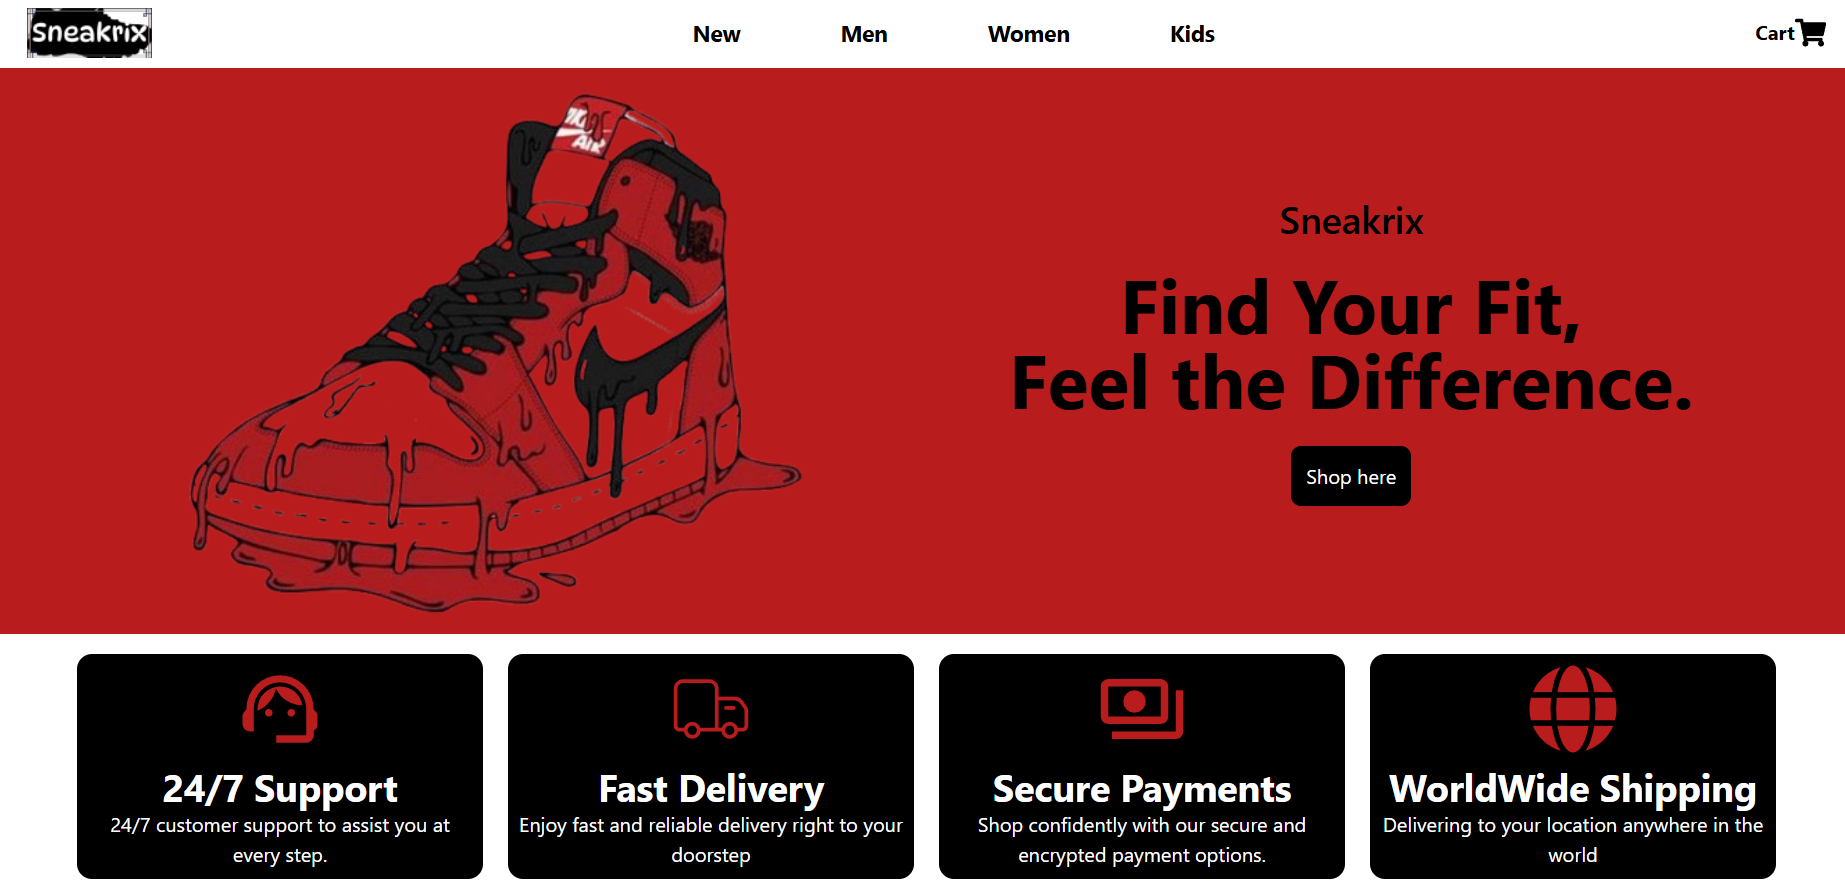 Sneakrix
New
Men
Women
Kids
Cart
AIR
Sneakrix
Find Your Fit,
Feel the Difference.
Shop here
24/7 Support
24/7 customer support to assist you at
every step.
Fast Delivery
Enjoy fast and reliable delivery right to your
doorstep
Secure Payments
Shop confidently with our secure and
encrypted payment options.
WorldWide Shipping
Delivering to your location anywhere in the
world